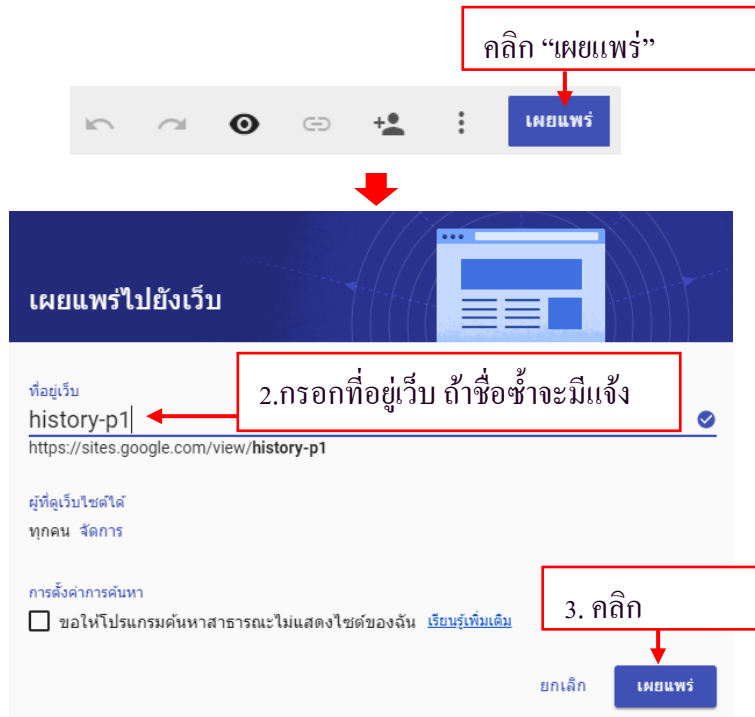 คลิก “เผยแพร่”
เผยแพร่
เผยแพร่ไปยังเว็บ
ที่อยู่เว็บ
history-p1
2.กรอกที่อยู่เว็บ ถ้าชื่อซ้ำจะมีแจ้ง
https://sites.google.com/view/history-p1
ผู้ที่ดูเว็บไซต์ได้
ทุกคน จัดการ
การตั้งค่าการค้นหา
ขอให้โปรแกรมค้นหาสาธารณะไม่แสดงไซต์ของฉัน เรียนรู้เพิ่มเติม
3. คลิก
ยกเลิก เผยแพร่